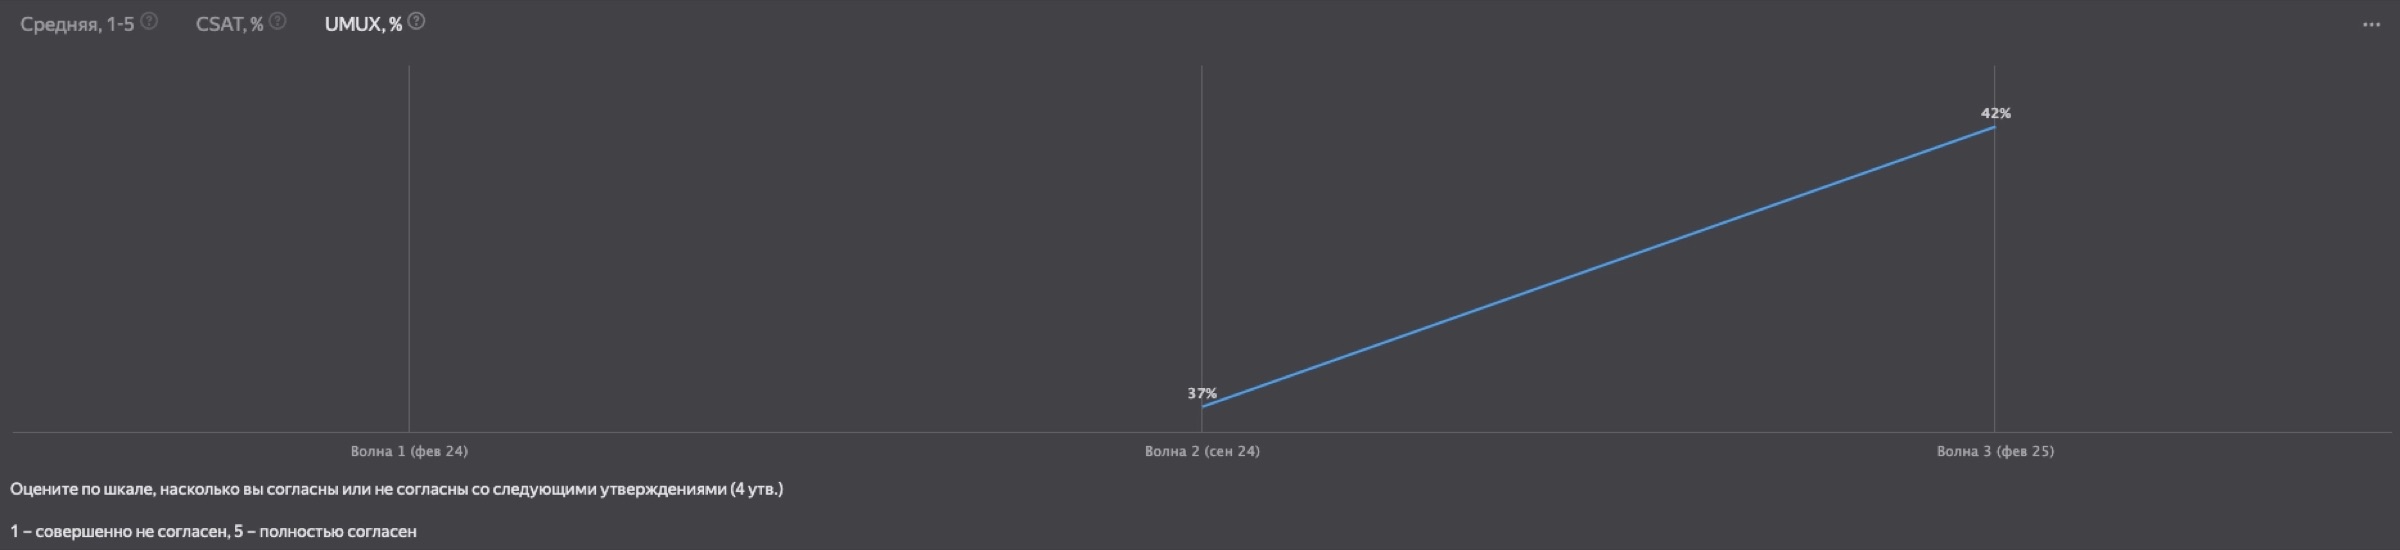 Средняя, 1-5 CSAT, % UMUX, %
42%
37%
Волна 1 (фев 24) Волна 2 (сен 24) Волна 3 (фев 25)
Оцените по шкале, насколько вы согласны или не согласны со следующими утверждениями (4 утв.)
1 – совершенно не согласен, 5 – полностью согласен